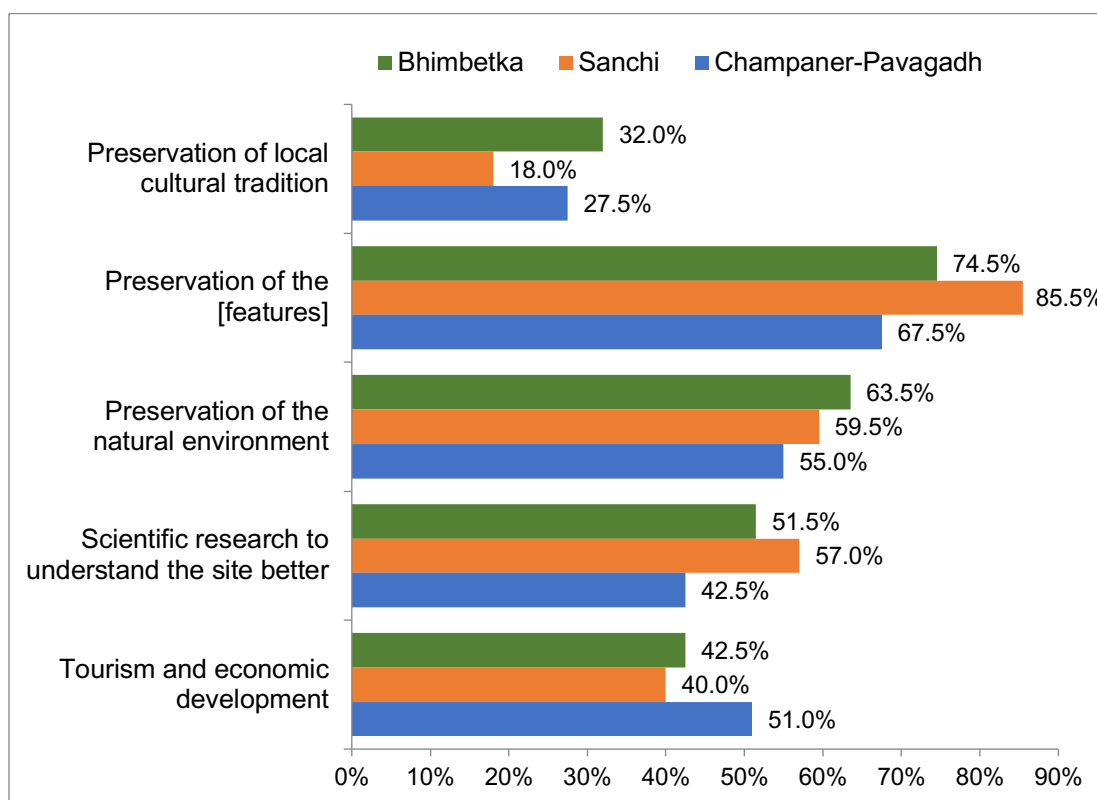 Bhimbetka Sanchi Champaner-Pavagadh
Preservation of local
cultural tradition
32.0%
18.0%
27.5%
Preservation of the
[features]
74.5%
85.5%
67.5%
Preservation of the
natural environment
63.5%
59.5%
55.0%
Scientific research to
understand the site better
51.5%
57.0%
42.5%
Tourism and economic
development
42.5%
40.0%
51.0%
0% 10% 20% 30% 40% 50% 60% 70% 80% 90%